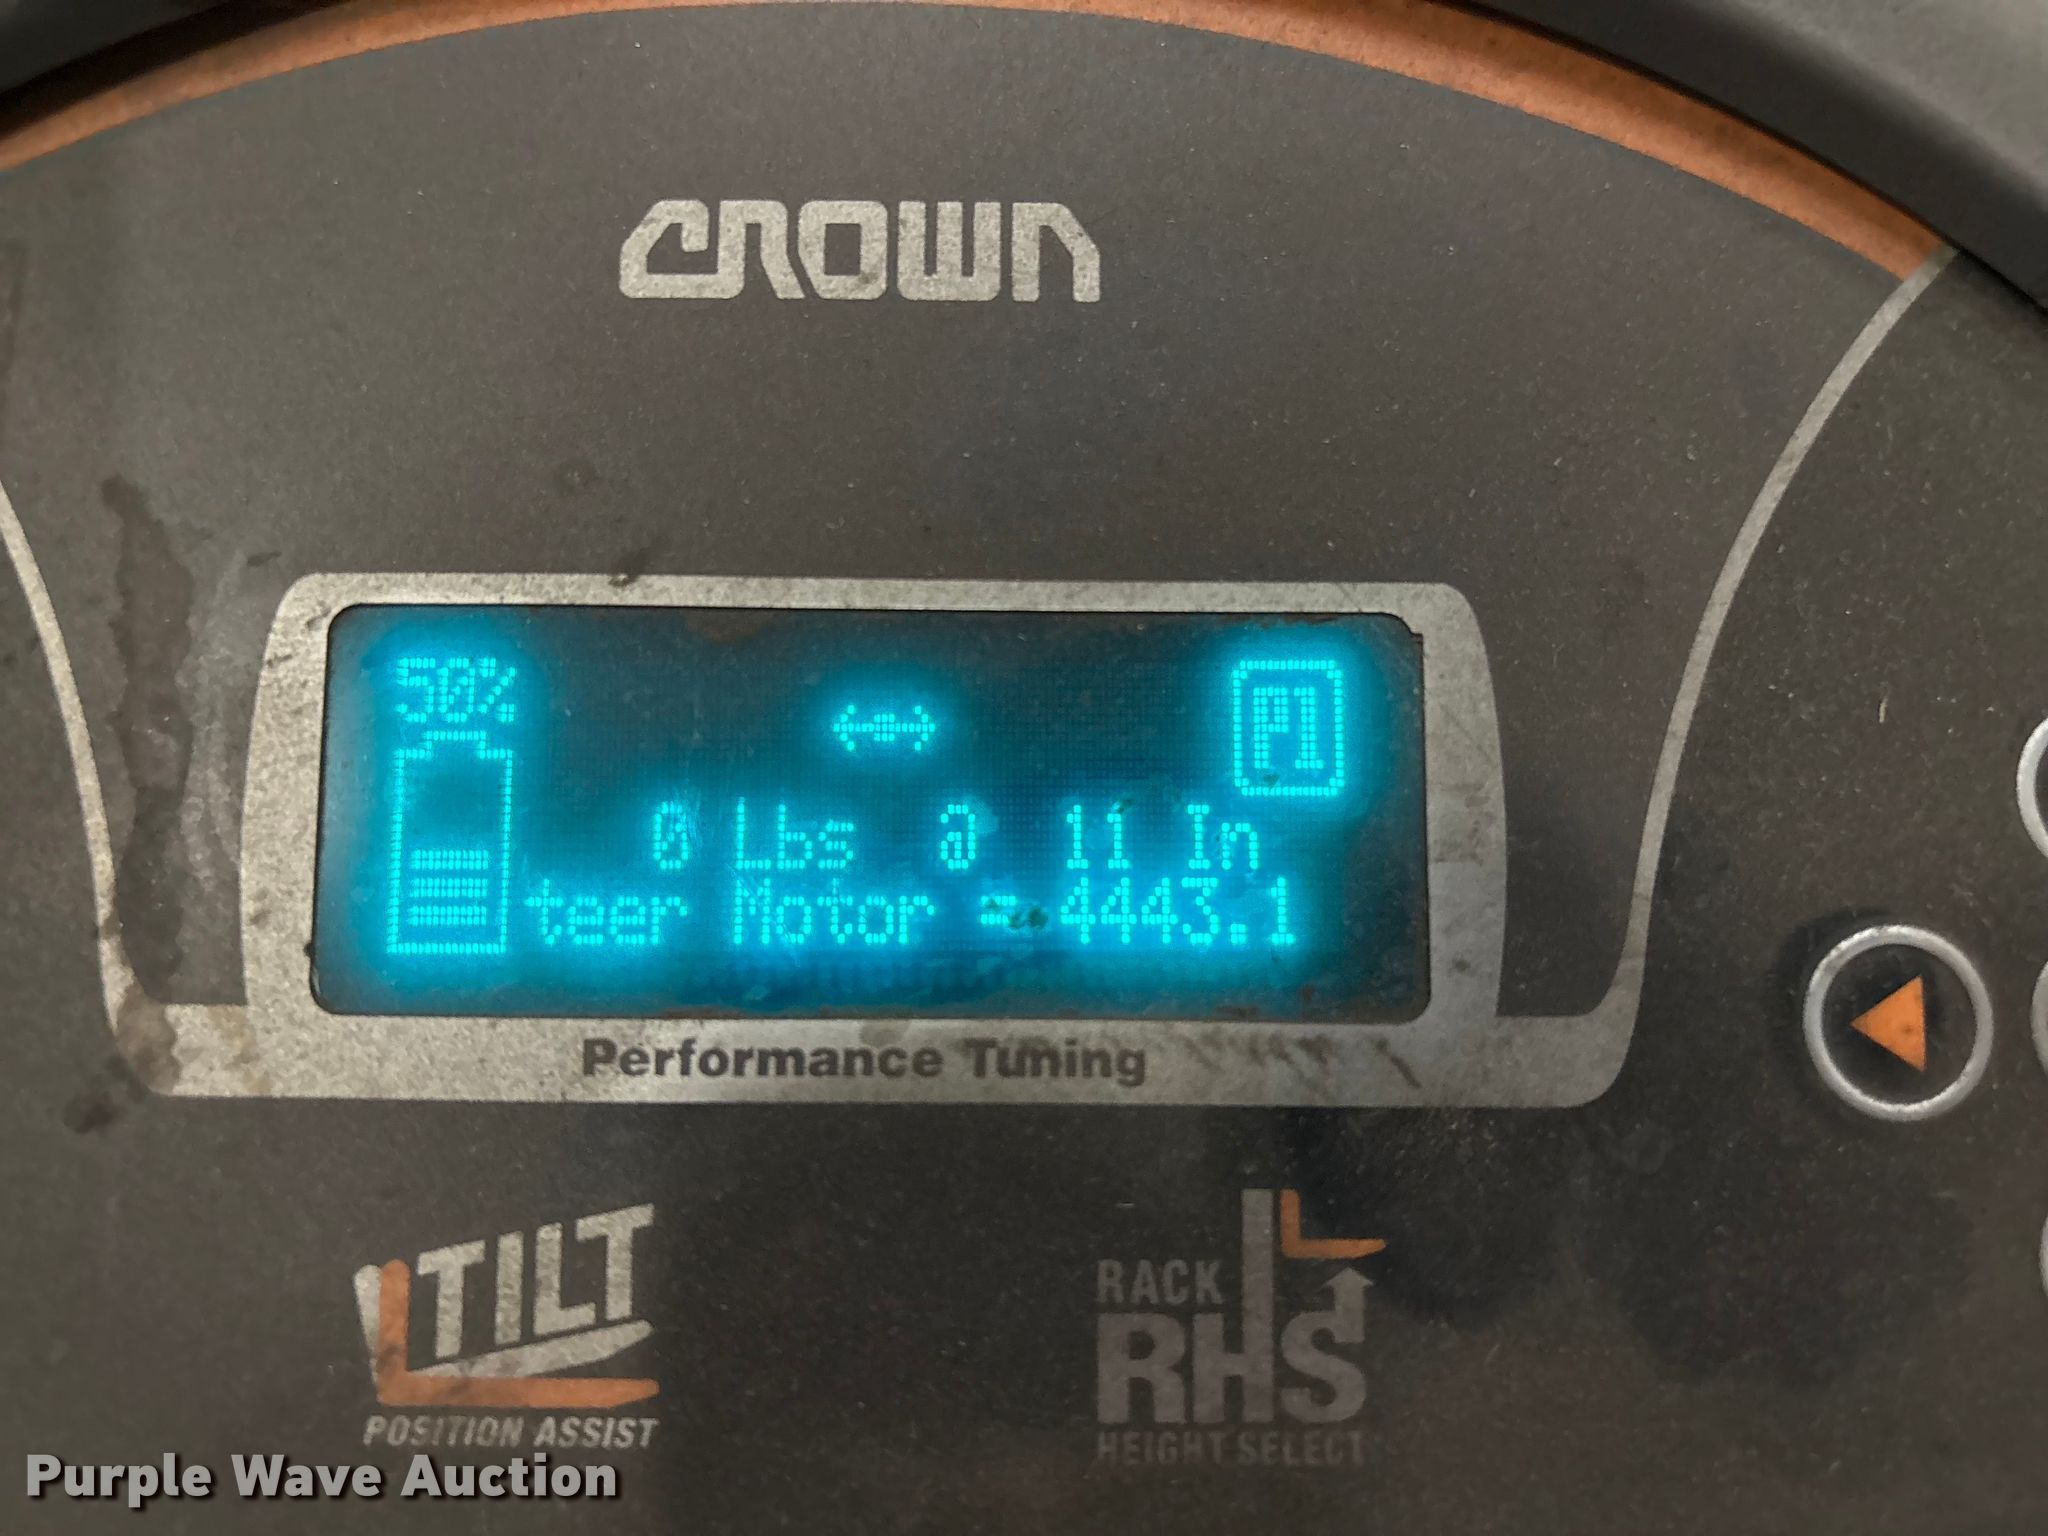 CROWN
50%
P1
0 Lbs @ 11 In
teer Motor = 4443.1
Performance Tuning
TILT
POSITION ASSIST
RACK
RHS
HEIGHT SELECT
Purple Wave Auction